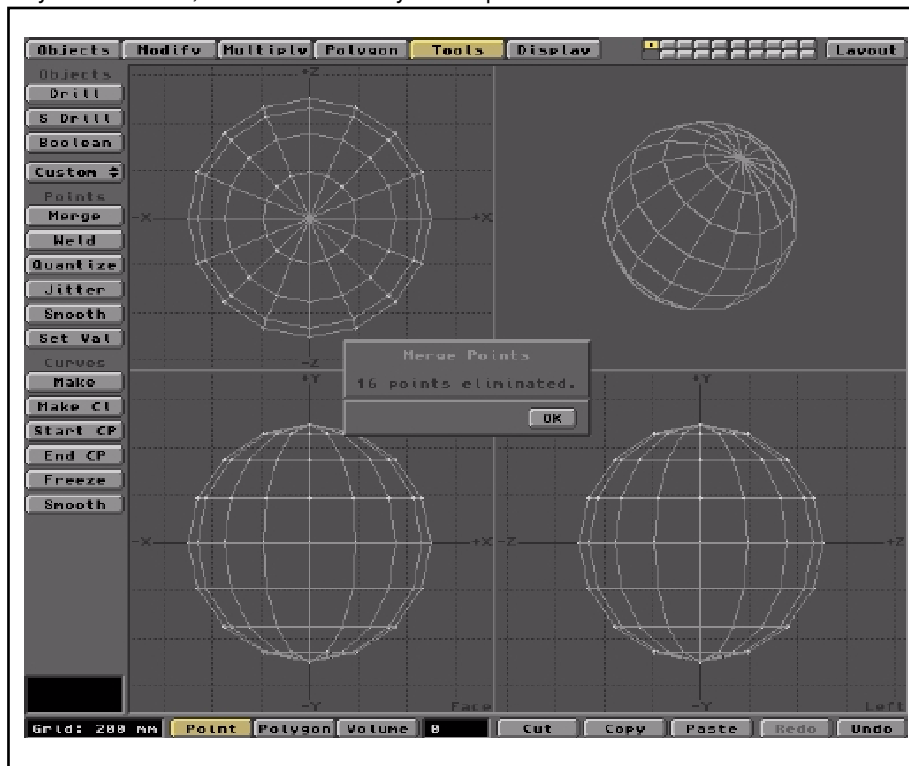 Objects Modify Multiply Polygon Tools Display 1 Layout
Objects
Drill
S Drill
Boolean
Custom
Points
Merge
Weld
Quantize
Jitter
Smooth
Set Val
Curves
Make
Make Cl
Start CP
End CP
Freeze
Smooth
+Z
-X +X
-Z
Merge Points
16 points eliminated.
OK
+Y +Y
-X +X -Z +Z
-Y Face -Y Left
Grid: 200 mm Point Polygon Volume 0 Cut Copy Paste Redo Undo